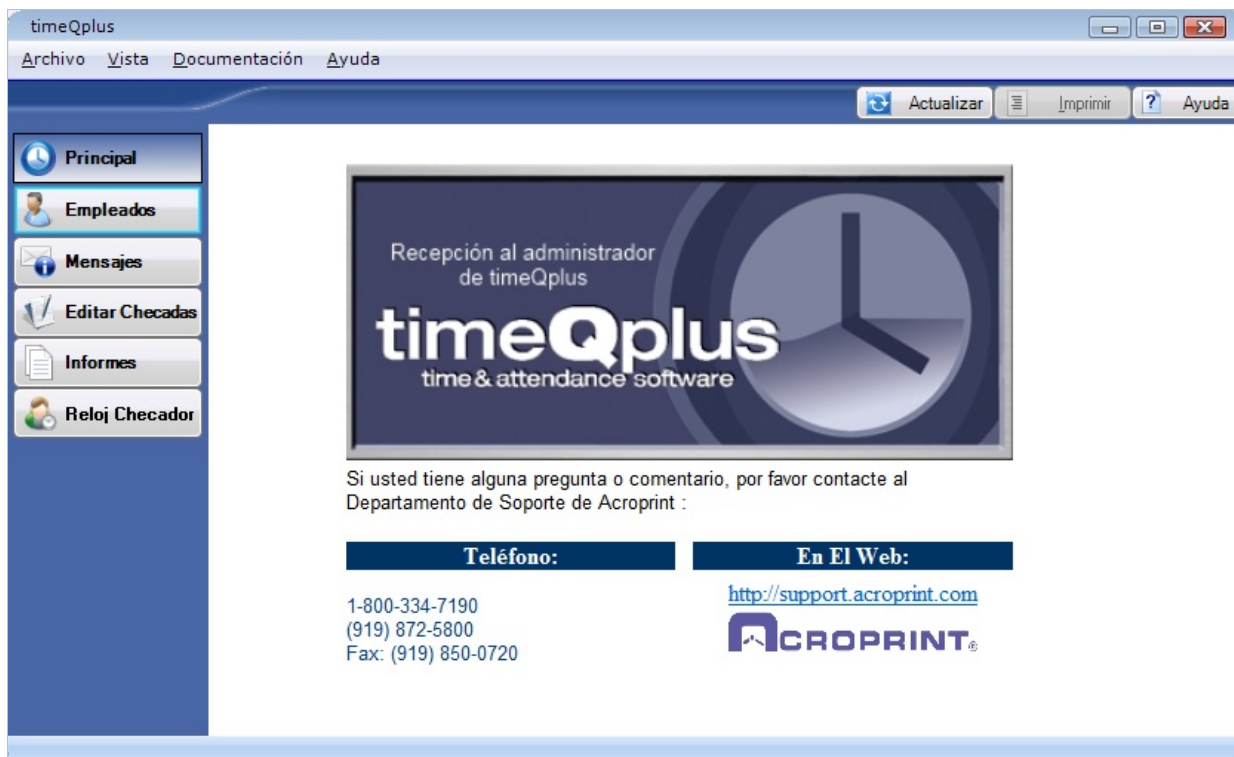 timeQplus
Archivo Vista Documentación Ayuda
Actualizar Imprimir ? Ayuda
Principal
Empleados
Mensajes
Editar Checadas
Informes
Reloj Checador
Recepción al administrador
de timeQplus
timeQplus
time & attendance software
Si usted tiene alguna pregunta o comentario, por favor contacte al
Departamento de Soporte de Acroprint :
Teléfono:
1-800-334-7190
(919) 872-5800
Fax: (919) 850-0720
En El Web:
http://support.acroprint.com
ACROPRINT®